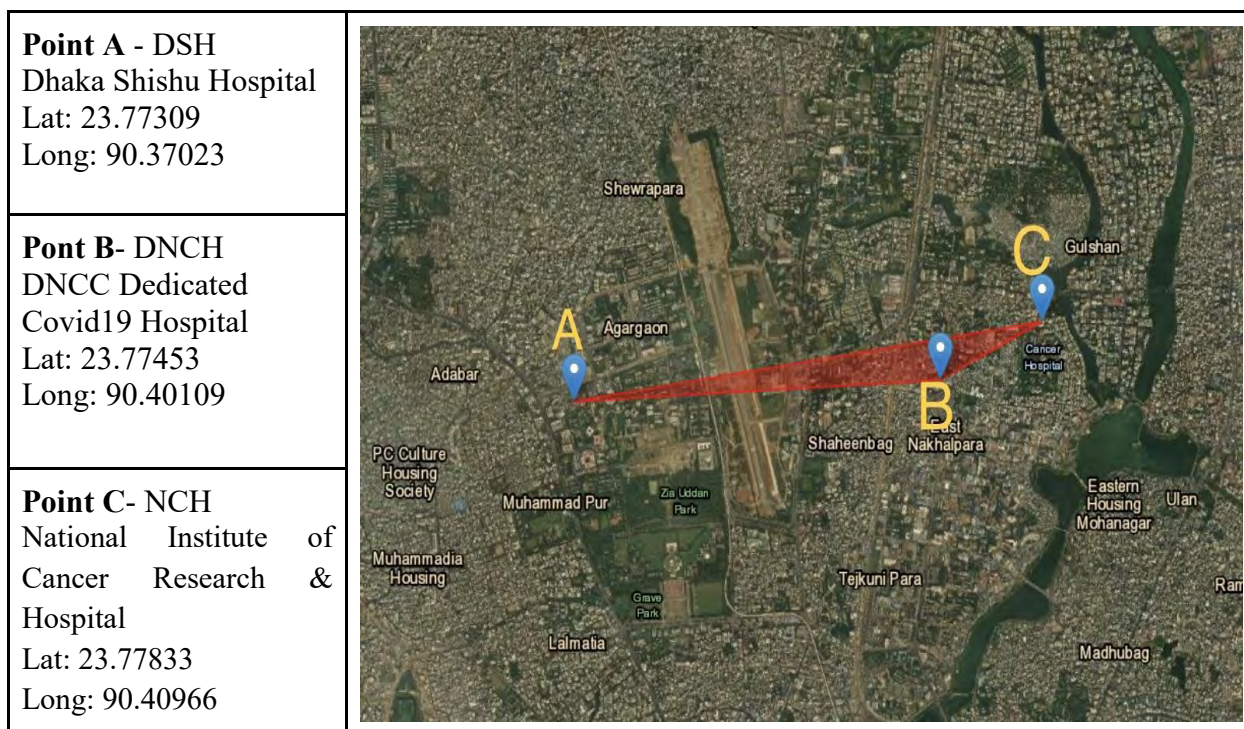 Point A - DSH
Dhaka Shishu Hospital
Lat: 23.77309
Long: 90.37023
Pont B- DNCH
DNCC Dedicated
Covid19 Hospital
Lat: 23.77453
Long: 90.40109
Point C- NCH
National Institute of
Cancer Research &
Hospital
Lat: 23.77833
Long: 90.40966
Shewrapara
C
Gulshan
A
Agargaon
Adabar
Cancer
Hospital
B
East
Nakhalpara
Shaheenbag
PC Culture
Housing
Society
Muhammad Pur
Zia Uddan
Park
Eastern
Housing
Mohanagar
Ulan
Muhammadia
Housing
Tejkuni Para
Ram
Grave
Park
Lalmatia
Madhubag